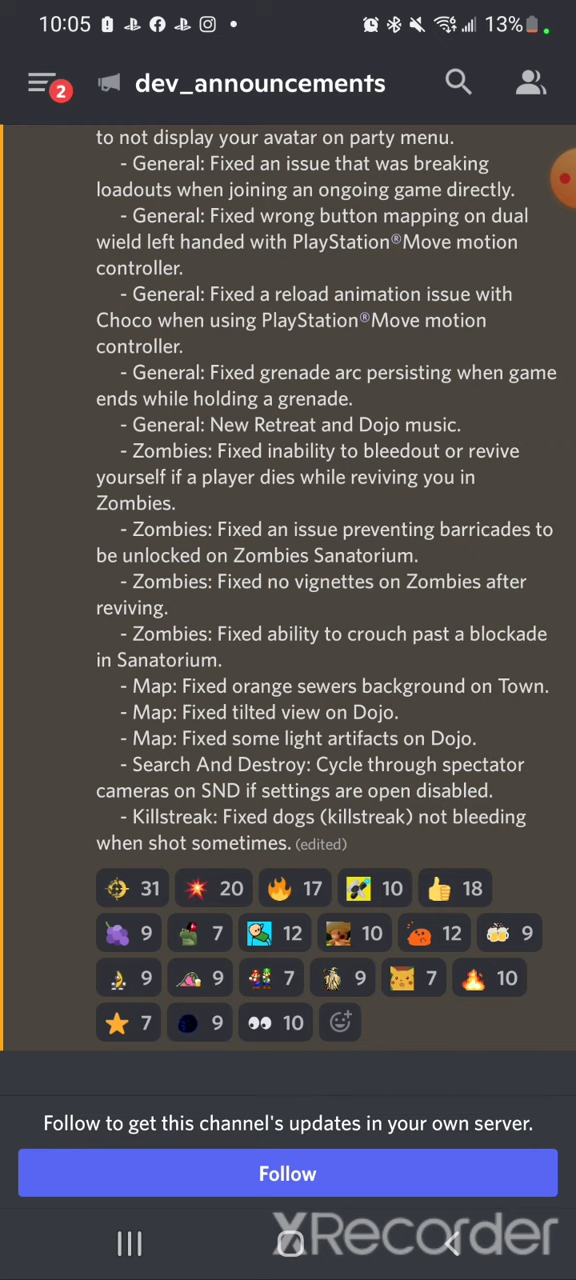 10:05
13%
2
dev_announcements
to not display your avatar on party menu.
- General: Fixed an issue that was breaking
loadouts when joining an ongoing game directly.
- General: Fixed wrong button mapping on dual
wield left handed with PlayStation®Move motion
controller.
- General: Fixed a reload animation issue with
Choco when using PlayStation®Move motion
controller.
- General: Fixed grenade arc persisting when game
ends while holding a grenade.
- General: New Retreat and Dojo music.
- Zombies: Fixed inability to bleedout or revive
yourself if a player dies while reviving you in
Zombies.
- Zombies: Fixed an issue preventing barricades to
be unlocked on Zombies Sanatorium.
- Zombies: Fixed no vignettes on Zombies after
reviving.
- Zombies: Fixed ability to crouch past a blockade
in Sanatorium.
- Map: Fixed orange sewers background on Town.
- Map: Fixed tilted view on Dojo.
- Map: Fixed some light artifacts on Dojo.
- Search And Destroy: Cycle through spectator
cameras on SND if settings are open disabled.
- Killstreak: Fixed dogs (killstreak) not bleeding
when shot sometimes. (edited)
31 20 17 10 18
9 7 12 10 12 9
9 9 7 9 7 10
7 9 10
Follow to get this channel's updates in your own server.
Follow
XRecorder